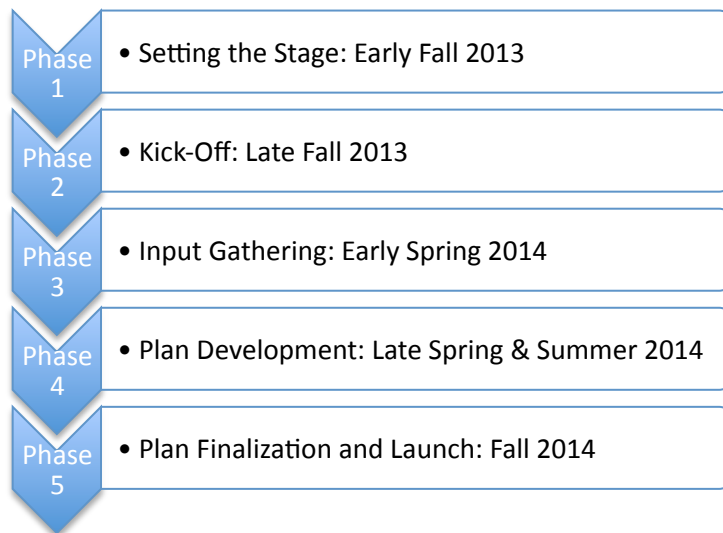 Phase
1
• Setting the Stage: Early Fall 2013
Phase
2
• Kick-Off: Late Fall 2013
Phase
3
• Input Gathering: Early Spring 2014
Phase
4
• Plan Development: Late Spring & Summer 2014
Phase
5
• Plan Finalization and Launch: Fall 2014